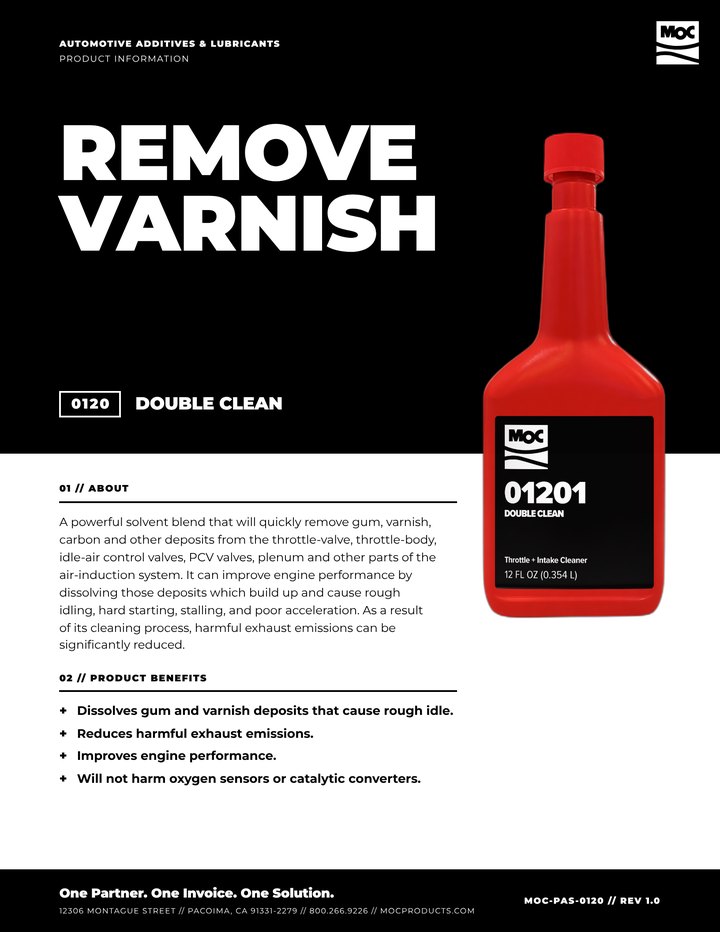 AUTOMOTIVE ADDITIVES & LUBRICANTS
PRODUCT INFORMATION
MOC
REMOVE
VARNISH
0120 DOUBLE CLEAN
MOC
01201
DOUBLE CLEAN
Throttle + Intake Cleaner
12 FL OZ (0.354 L)
01 // ABOUT
A powerful solvent blend that will quickly remove gum, varnish,
carbon and other deposits from the throttle-valve, throttle-body,
idle-air control valves, PCV valves, plenum and other parts of the
air-induction system. It can improve engine performance by
dissolving those deposits which build up and cause rough
idling, hard starting, stalling, and poor acceleration. As a result
of its cleaning process, harmful exhaust emissions can be
significantly reduced.
02 // PRODUCT BENEFITS
+ Dissolves gum and varnish deposits that cause rough idle.
+ Reduces harmful exhaust emissions.
+ Improves engine performance.
+ Will not harm oxygen sensors or catalytic converters.
One Partner. One Invoice. One Solution.
12306 MONTAGUE STREET // PACOIMA, CA 91331-2279 // 800.266.9226 // MOCPRODUCTS.COM
MOC-PAS-0120 // REV 1.0